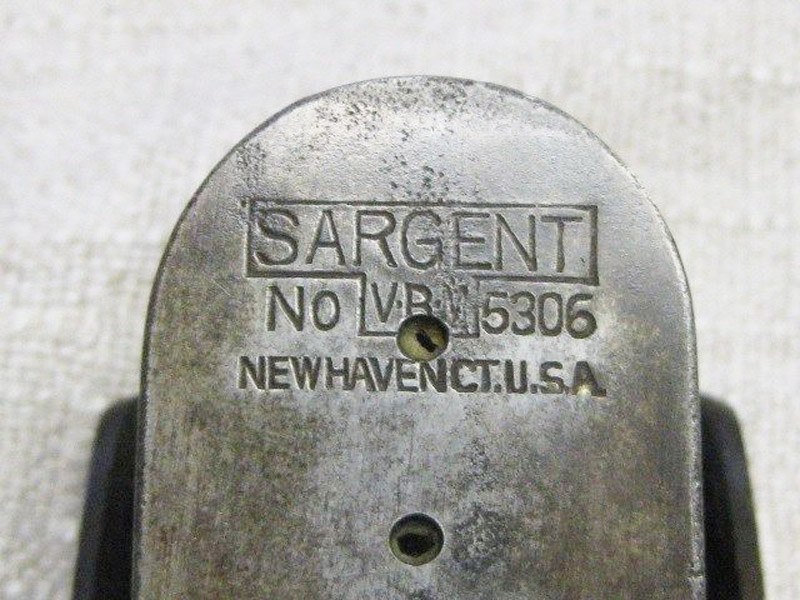 SARGENT
No V·B·M 5306
NEW HAVEN CT. U.S.A.